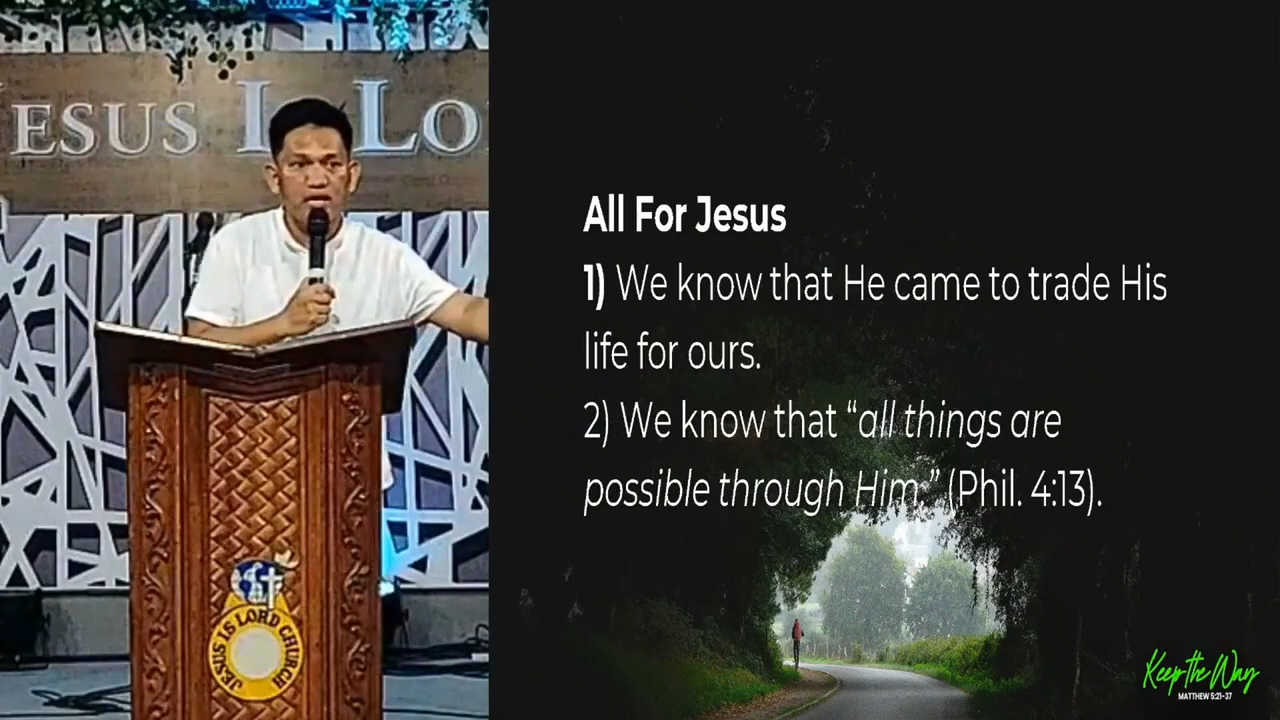 JESUS IS LO
JESUS IS LORD CHURCH
All For Jesus
1) We know that He came to trade His
life for ours.
2) We know that “all things are
possible through Him.” (Phil. 4:13).
Keep the Way
MATTHEW 5:21-37